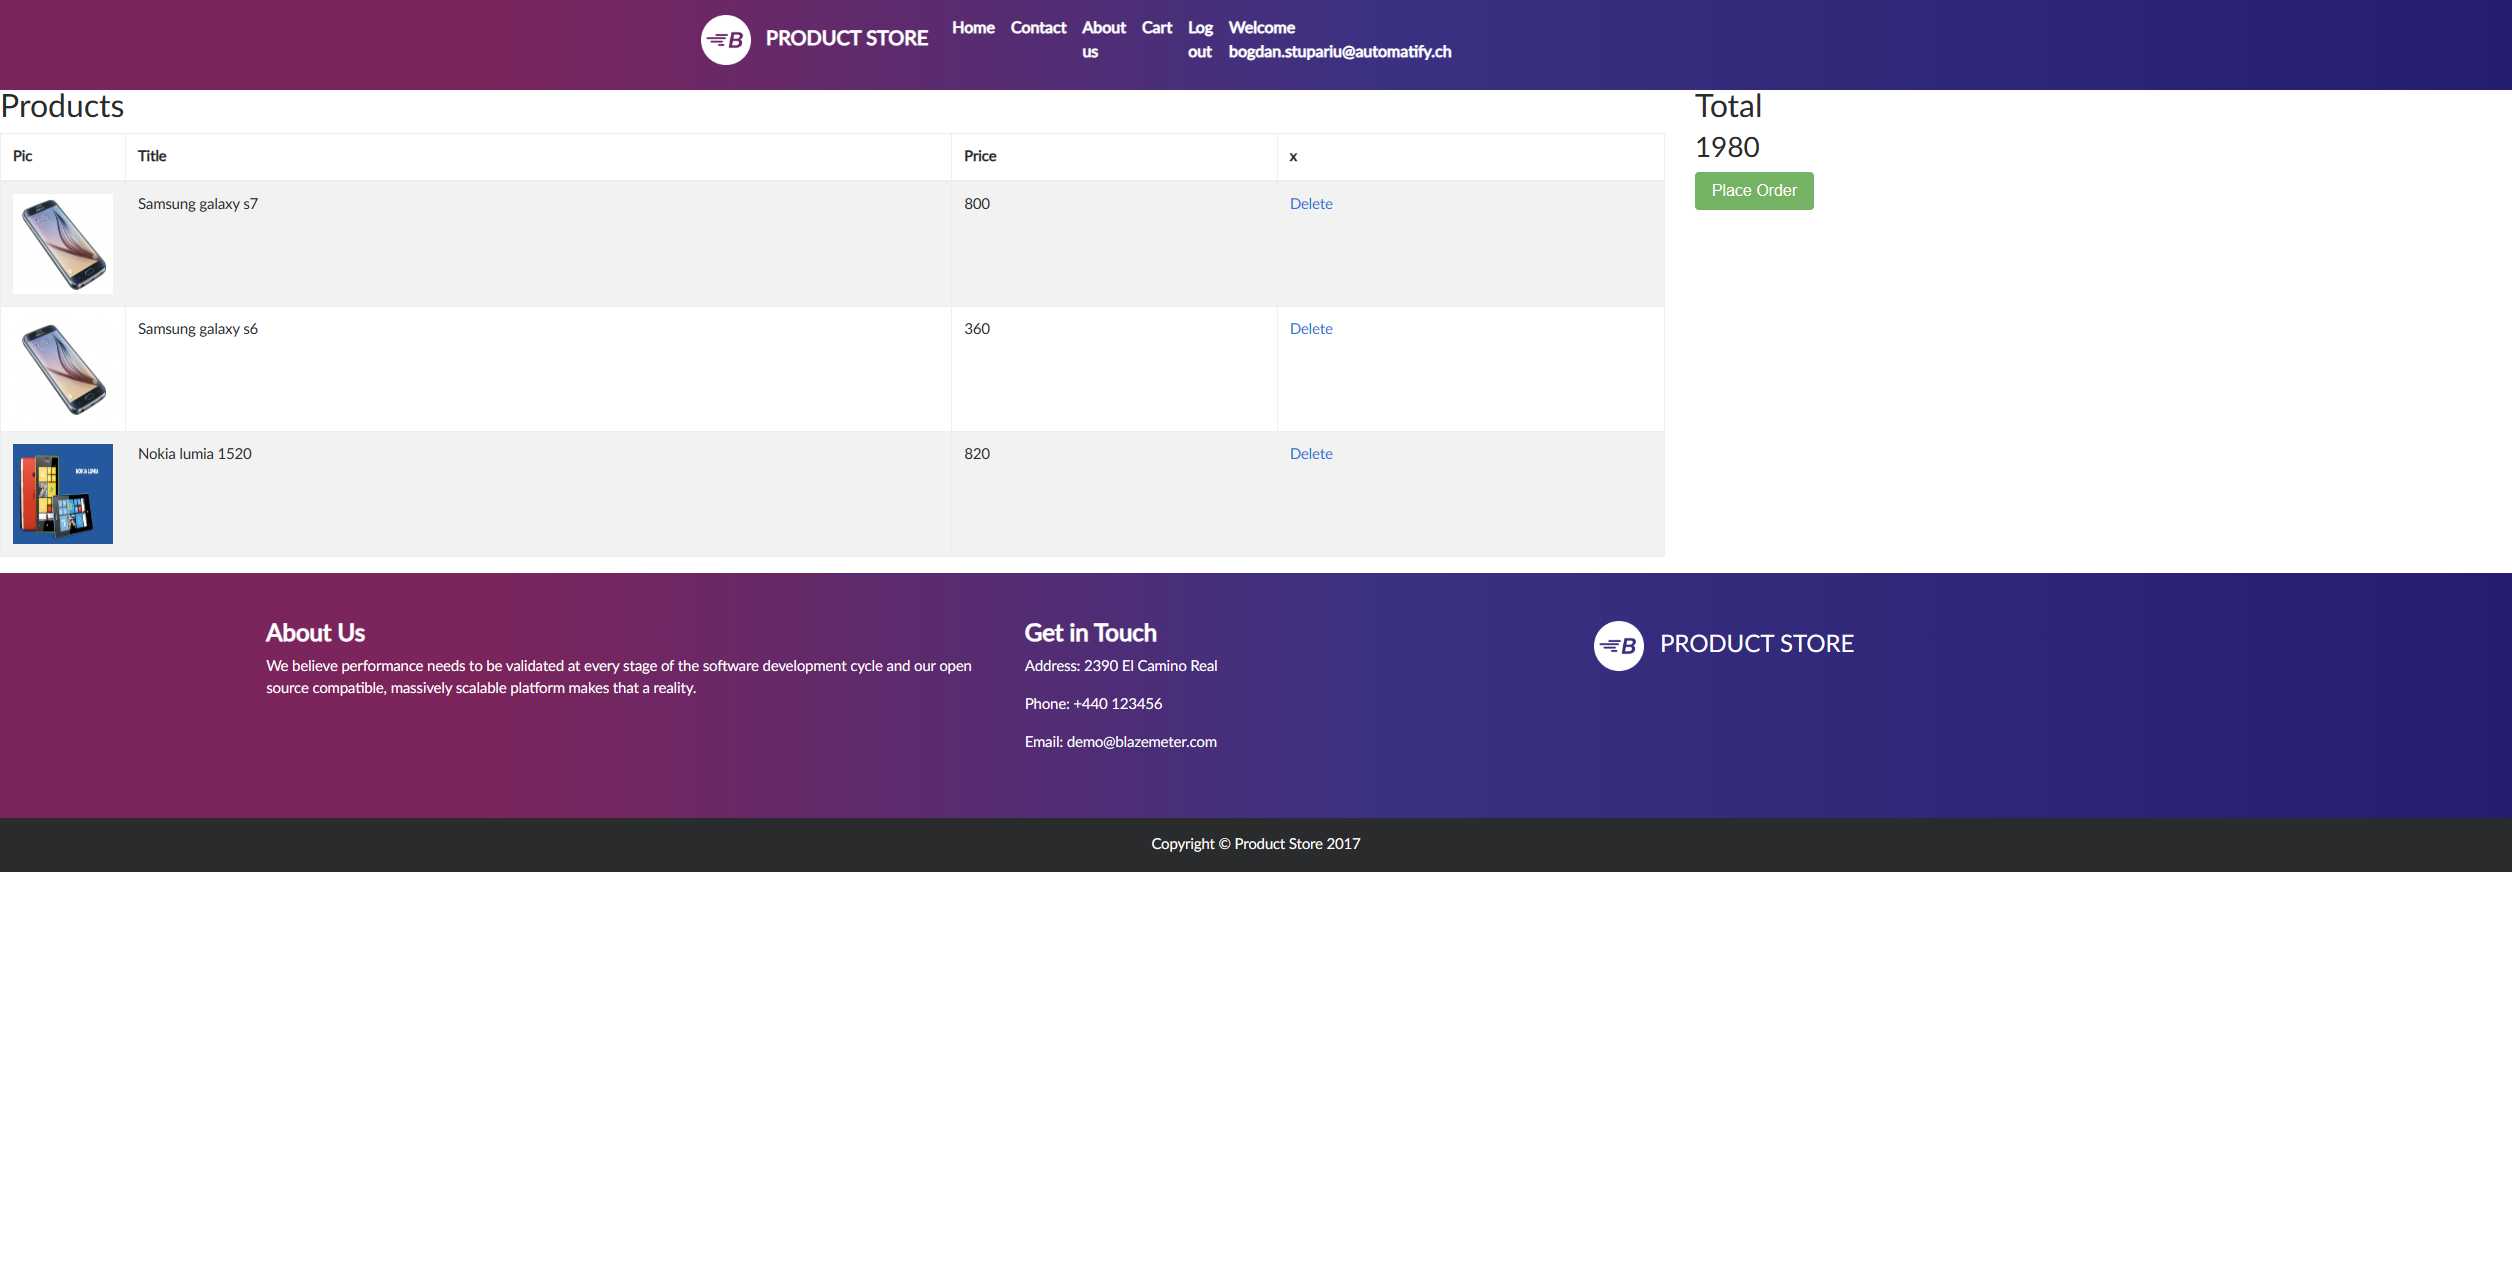 B PRODUCT STORE Home Contact About us Cart Log out Welcome bogdan.stupariu@automatify.ch
Products
Total
1980
Place Order
Pic Title Price x
Samsung galaxy s7 800 Delete
Samsung galaxy s6 360 Delete
NOKIA LUMIA
Nokia lumia 1520 820 Delete
About Us
We believe performance needs to be validated at every stage of the software development cycle and our open
source compatible, massively scalable platform makes that a reality.
Get in Touch
Address: 2390 El Camino Real
Phone: +440 123456
Email: demo@blazemeter.com
B PRODUCT STORE
Copyright © Product Store 2017